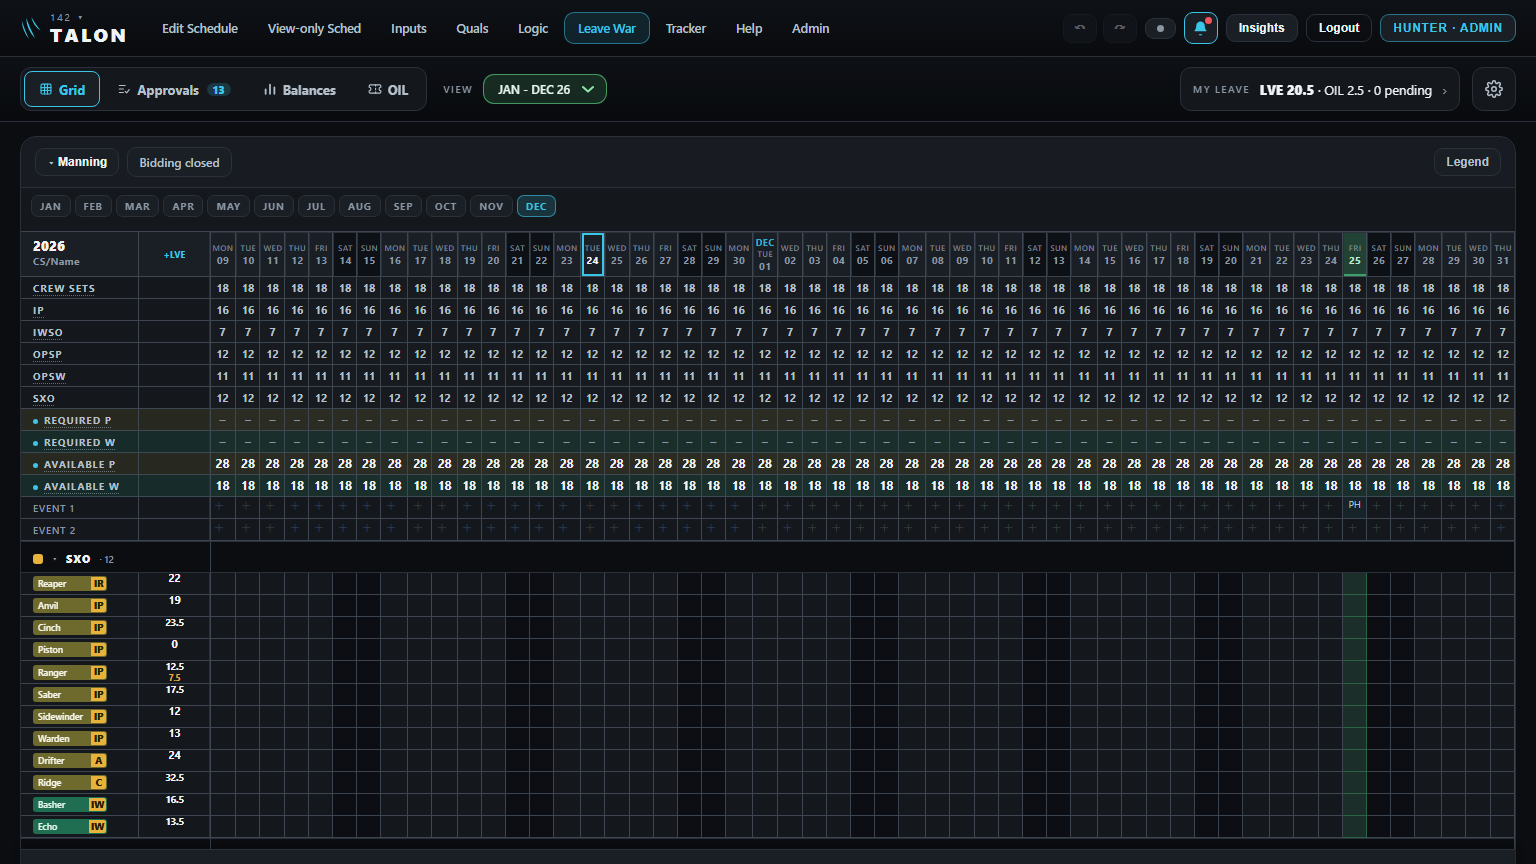 142
TALON
Edit Schedule View-only Sched Inputs Quals Logic Leave War Tracker Help Admin
Insights Logout HUNTER · ADMIN
Grid Approvals 13 Balances OIL VIEW JAN - DEC 26
MY LEAVE LVE 20.5 · OIL 2.5 · 0 pending ›
Manning Bidding closed Legend
JAN FEB MAR APR MAY JUN JUL AUG SEP OCT NOV DEC
DEC
2026 +LVE MON TUE WED THU FRI SAT SUN MON TUE WED THU FRI SAT SUN MON TUE WED THU FRI SAT SUN MON TUE WED THU FRI SAT SUN MON TUE WED THU FRI SAT SUN MON TUE WED THU FRI SAT SUN MON TUE WED THU FRI SAT SUN MON TUE WED THU
CS/Name 09 10 11 12 13 14 15 16 17 18 19 20 21 22 23 24 25 26 27 28 29 30 01 02 03 04 05 06 07 08 09 10 11 12 13 14 15 16 17 18 19 20 21 22 23 24 25 26 27 28 29 30 31
CREW SETS 18 18 18 18 18 18 18 18 18 18 18 18 18 18 18 18 18 18 18 18 18 18 18 18 18 18 18 18 18 18 18 18 18 18 18 18 18 18 18 18 18 18 18 18 18 18 18 18 18 18 18 18 18
IP 16 16 16 16 16 16 16 16 16 16 16 16 16 16 16 16 16 16 16 16 16 16 16 16 16 16 16 16 16 16 16 16 16 16 16 16 16 16 16 16 16 16 16 16 16 16 16 16 16 16 16 16 16
IWSO 7 7 7 7 7 7 7 7 7 7 7 7 7 7 7 7 7 7 7 7 7 7 7 7 7 7 7 7 7 7 7 7 7 7 7 7 7 7 7 7 7 7 7 7 7 7 7 7 7 7 7 7 7
OPSP 12 12 12 12 12 12 12 12 12 12 12 12 12 12 12 12 12 12 12 12 12 12 12 12 12 12 12 12 12 12 12 12 12 12 12 12 12 12 12 12 12 12 12 12 12 12 12 12 12 12 12 12 12
OPSW 11 11 11 11 11 11 11 11 11 11 11 11 11 11 11 11 11 11 11 11 11 11 11 11 11 11 11 11 11 11 11 11 11 11 11 11 11 11 11 11 11 11 11 11 11 11 11 11 11 11 11 11 11
SXO 12 12 12 12 12 12 12 12 12 12 12 12 12 12 12 12 12 12 12 12 12 12 12 12 12 12 12 12 12 12 12 12 12 12 12 12 12 12 12 12 12 12 12 12 12 12 12 12 12 12 12 12 12
REQUIRED P – – – – – – – – – – – – – – – – – – – – – – – – – – – – – – – – – – – – – – – – – – – – – – – – – – – – –
REQUIRED W – – – – – – – – – – – – – – – – – – – – – – – – – – – – – – – – – – – – – – – – – – – – – – – – – – – – –
AVAILABLE P 28 28 28 28 28 28 28 28 28 28 28 28 28 28 28 28 28 28 28 28 28 28 28 28 28 28 28 28 28 28 28 28 28 28 28 28 28 28 28 28 28 28 28 28 28 28 28 28 28 28 28 28 28
AVAILABLE W 18 18 18 18 18 18 18 18 18 18 18 18 18 18 18 18 18 18 18 18 18 18 18 18 18 18 18 18 18 18 18 18 18 18 18 18 18 18 18 18 18 18 18 18 18 18 18 18 18 18 18 18 18
EVENT 1 + + + + + + + + + + + + + + + + + + + + + + + + + + + + + + + + + + + + + + + + + + + + + + PH + + + + + +
EVENT 2 + + + + + + + + + + + + + + + + + + + + + + + + + + + + + + + + + + + + + + + + + + + + + + + + + + + + +
· SXO · 12
Reaper IR 22
Anvil IP 19
Cinch IP 23.5
Piston IP 0
Ranger IP 12.5
7.5
Saber IP 17.5
Sidewinder IP 12
Warden IP 13
Drifter A 24
Ridge C 32.5
Basher IW 16.5
Echo IW 13.5